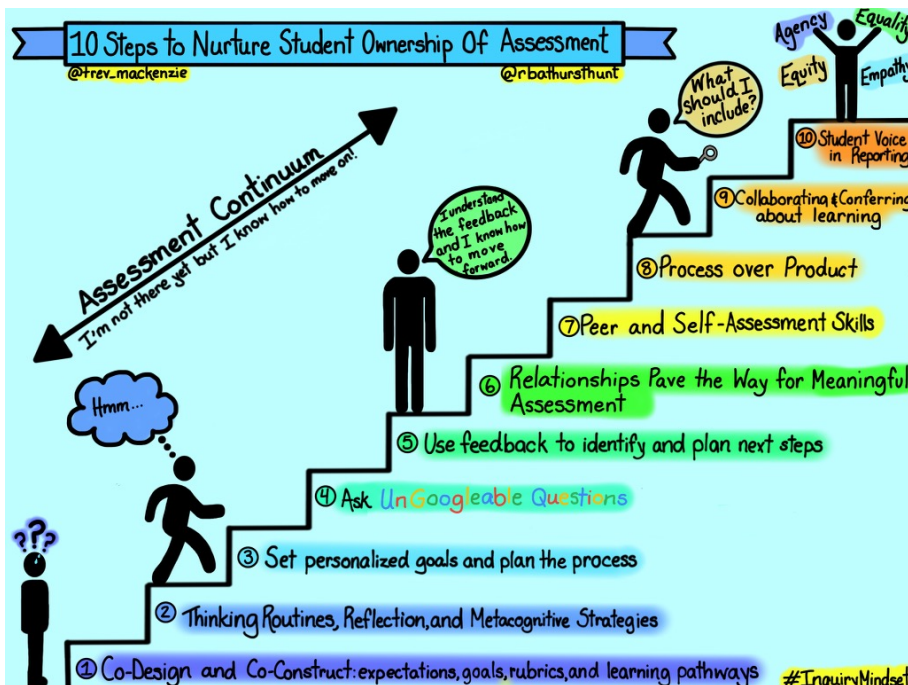 10 Steps to Nurture Student Ownership Of Assessment
@trev_mackenzie
@rbathursthunt
Agency
Equality
Equity
Empathy
What
should I
include?
Assessment Continuum
I'm not there yet but I know how to move on!
I understand
the feedback
and I know how
to move
forward.
Hmm...
???
⑩ Student Voice
in Reporting
⑨ Collaborating & Conferring
about learning
⑧ Process over Product
⑦ Peer and Self-Assessment Skills
⑥ Relationships Pave the Way for Meaningful
Assessment
⑤ Use feedback to identify and plan next steps
④ Ask UnGoogleable Questions
③ Set personalized goals and plan the process
② Thinking Routines, Reflection, and Metacognitive Strategies
① Co-Design and Co-Construct: expectations, goals, rubrics, and learning pathways
#InquiryMindset